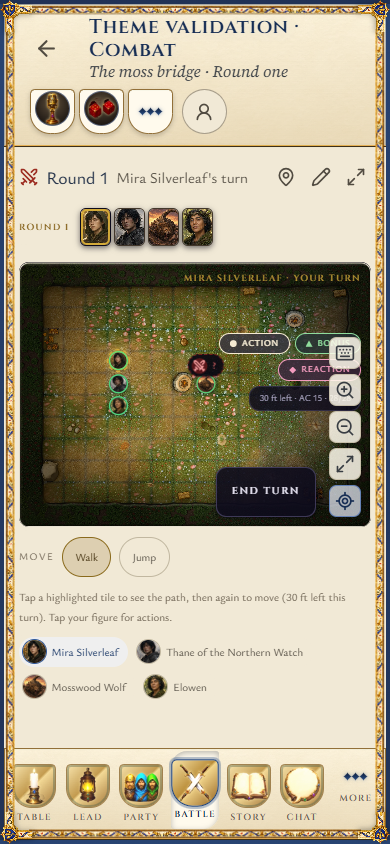 Theme validation ·
Combat
The moss bridge · Round one
Round 1 Mira Silverleaf's turn
ROUND 1
MIRA SILVERLEAF · YOUR TURN
ACTION
REACTION
30 ft left · AC 15 ·
END TURN
MOVE Walk Jump
Tap a highlighted tile to see the path, then again to move (30 ft left this
turn). Tap your figure for actions.
Mira Silverleaf Thane of the Northern Watch
Mosswood Wolf Elowen
TABLE LEAD PARTY BATTLE STORY CHAT MORE